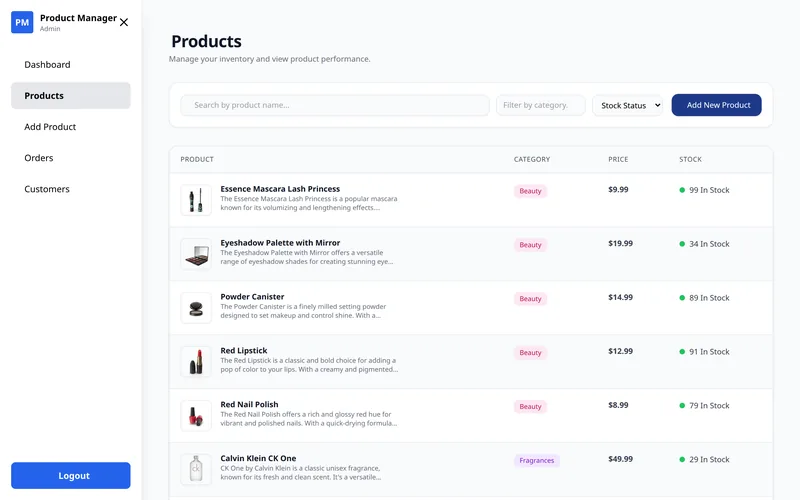 PM
Product Manager
Admin
Dashboard
Products
Add Product
Orders
Customers
Logout
Products
Manage your inventory and view product performance.
Search by product name...
Filter by category.
Stock Status
Add New Product
PRODUCT CATEGORY PRICE STOCK
Essence Mascara Lash Princess
The Essence Mascara Lash Princess is a popular mascara
known for its volumizing and lengthening effects....
Beauty
$9.99
99 In Stock
Eyeshadow Palette with Mirror
The Eyeshadow Palette with Mirror offers a versatile
range of eyeshadow shades for creating stunning eye...
Beauty
$19.99
34 In Stock
Powder Canister
The Powder Canister is a finely milled setting powder
designed to set makeup and control shine. With a...
Beauty
$14.99
89 In Stock
Red Lipstick
The Red Lipstick is a classic and bold choice for adding a
pop of color to your lips. With a creamy and pigmented...
Beauty
$12.99
91 In Stock
Red Nail Polish
The Red Nail Polish offers a rich and glossy red hue for
vibrant and polished nails. With a quick-drying formula...
Beauty
$8.99
79 In Stock
Calvin Klein CK One
CK One by Calvin Klein is a classic unisex fragrance,
known for its fresh and clean scent. It's a versatile...
Fragrances
$49.99
29 In Stock